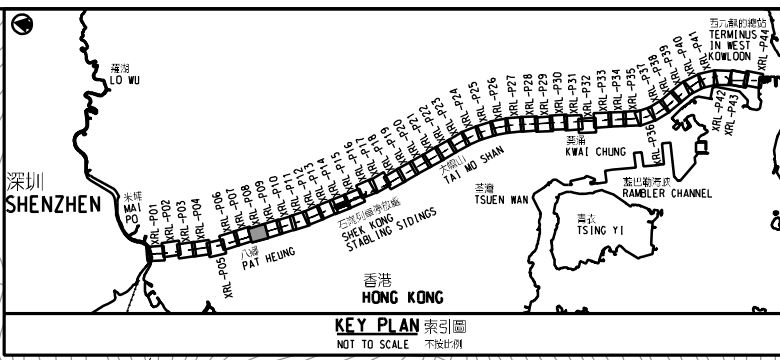 羅湖
LO WU
深圳
SHENZHEN
米埔
MAI
PO
XRL-P01
XRL-P02
XRL-P03
XRL-P04
XRL-P05
XRL-P06
XRL-P07
XRL-P08
XRL-P09
XRL-P10
XRL-P11
XRL-P12
XRL-P13
XRL-P14
XRL-P15
XRL-P16
XRL-P17
XRL-P18
XRL-P19
XRL-P20
XRL-P21
XRL-P22
XRL-P23
XRL-P24
XRL-P25
XRL-P26
XRL-P27
XRL-P28
XRL-P29
XRL-P30
XRL-P31
XRL-P32
XRL-P33
XRL-P34
XRL-P35
XRL-P36
XRL-P37
XRL-P38
XRL-P39
XRL-P40
XRL-P41
XRL-P42
XRL-P43
XRL-P44
西九龍的總站
TERMINUS
IN WEST
KOWLOON
八鄉
PAT HEUNG
SHEK KONG
STABLING SIDINGS
大帽山
TAI MO SHAN
葵涌
KWAI CHUNG
荃灣
TSUEN WAN
藍巴勒海峽
RAMBLER CHANNEL
青衣
TSING YI
香港
HONG KONG
KEY PLAN 索引圖
NOT TO SCALE 不按比例